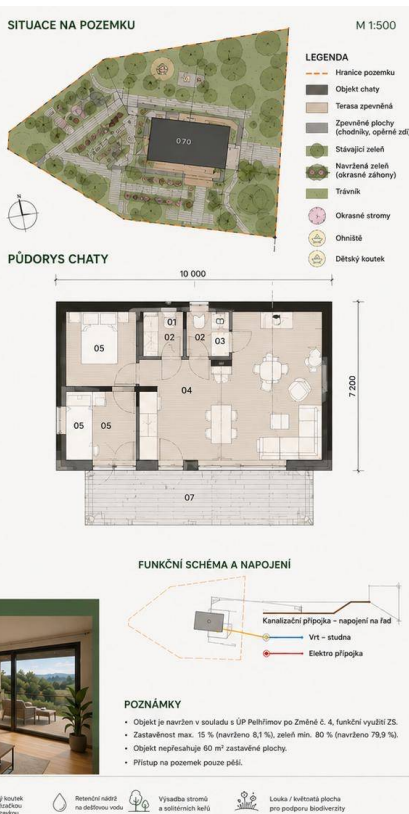 SITUACE NA POZEMKU
M 1:500
LEGENDA
Hranice pozemku
Objekt chaty
Terasa zpevněná
Zpevněné plochy
(chodníky, opěrné zdi)
Stávající zeleň
Navržená zeleň
(okrasné záhony)
Trávník
Okrasné stromy
Ohniště
Dětský koutek
070
N
PŮDORYS CHATY
10 000
7 200
01
02
02
03
05
04
05
05
07
FUNKČNÍ SCHÉMA A NAPOJENÍ
Kanalizační přípojka – napojení na řad
Vrt – studna
Elektro přípojka
POZNÁMKY
• Objekt je navržen v souladu s ÚP Pelhřimov po Změně č. 4, funkční využití ZS.
• Zastavěnost max. 15 % (navrženo 8,1 %), zeleň min. 80 % (navrženo 79,9 %).
• Objekt nepřesahuje 60 m² zastavěné plochy.
• Přístup na pozemek pouze pěší.
ý koutek
Retenční nádrž
na dešťovou vodu
Výsadba stromů
a solitérních keřů
Louka / květnatá plocha
pro podporu biodiverzity